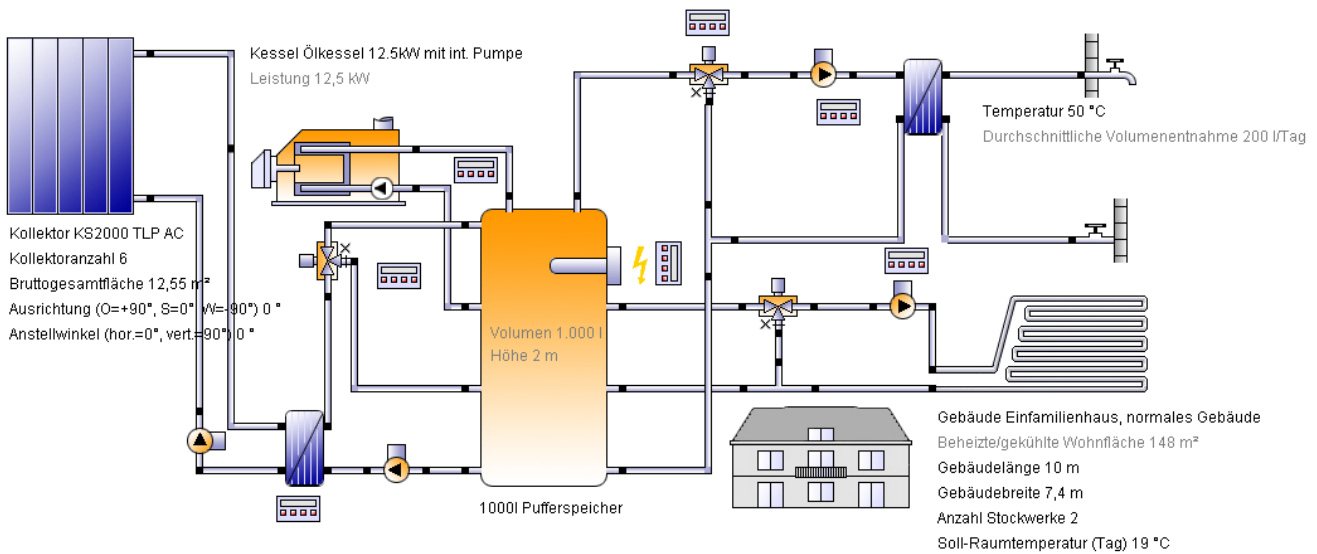 Kessel Ölkessel 12.5kW mit int. Pumpe
Leistung 12,5 kW
Temperatur 50 °C
Durchschnittliche Volumenentnahme 200 l/Tag
Kollektor KS2000 TLP AC
Kollektoranzahl 6
Bruttogesamtfläche 12,55 m²
Ausrichtung (O=+90°, S=0°, W=-90°) 0 °
Anstellwinkel (hor.=0°, vert.=90°) 0 °
Volumen 1.000 l
Höhe 2 m
1000l Pufferspeicher
Gebäude Einfamilienhaus, normales Gebäude
Beheizte/gekühlte Wohnfläche 148 m²
Gebäudelänge 10 m
Gebäudebreite 7,4 m
Anzahl Stockwerke 2
Soll-Raumtemperatur (Tag) 19 °C